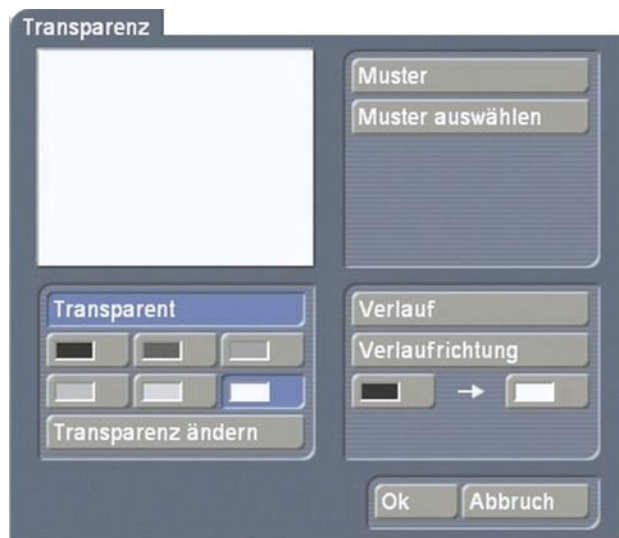 Transparenz
Muster
Muster auswählen
Transparent
Transparenz ändern
Verlauf
Verlaufrichtung
Ok
Abbruch